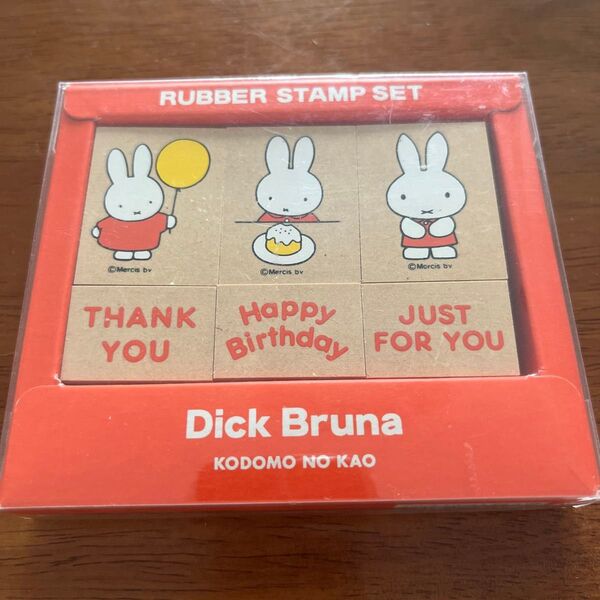 RUBBER STAMP SET
©Mercis bv
©Mercis bv
©Mercis bv
THANK
YOU
Happy
Birthday
JUST
FOR YOU
Dick Bruna
KODOMO NO KAO